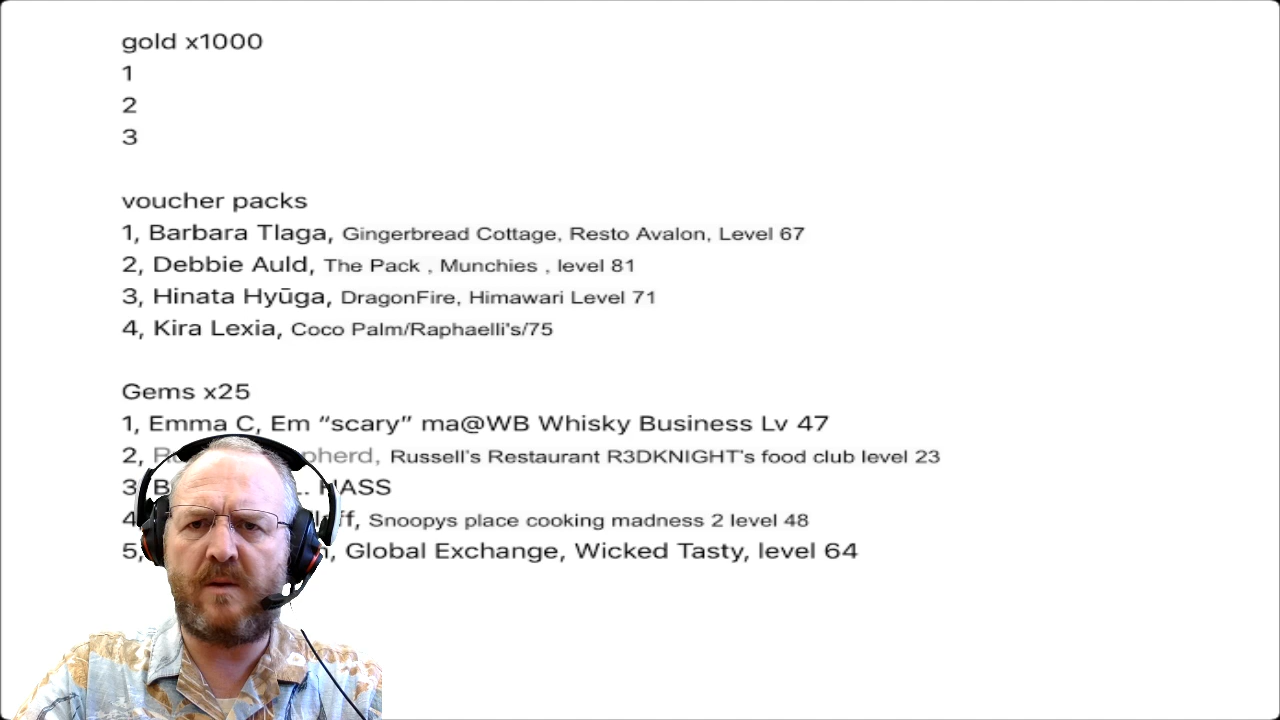 gold x1000
1
2
3
voucher packs
1, Barbara Tlaga, Gingerbread Cottage, Resto Avalon, Level 67
2, Debbie Auld, The Pack , Munchies , level 81
3, Hinata Hyūga, DragonFire, Himawari Level 71
4, Kira Lexia, Coco Palm/Raphaelli's/75
Gems x25
1, Emma C, Em “scary” ma@WB Whisky Business Lv 47
2, Russell's Restaurant R3DKNIGHT's food club level 23
3 HASS
4 Snoopys place cooking madness 2 level 48
5, Global Exchange, Wicked Tasty, level 64